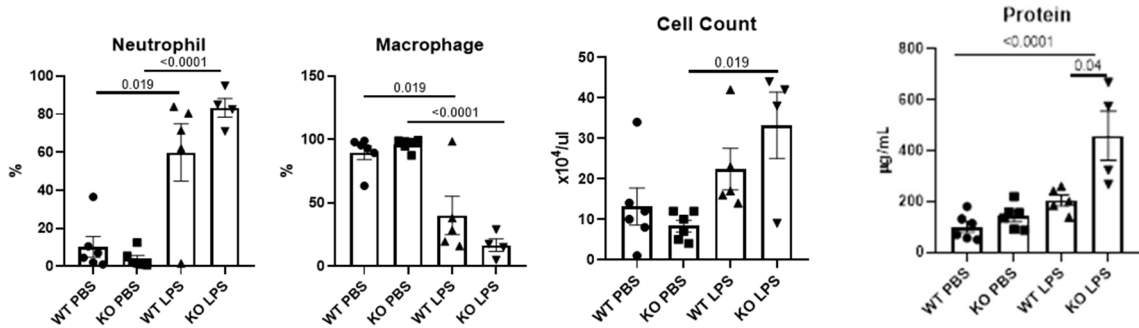 Neutrophil
<0.0001
0.019
100
80
60
40
20
0
%
WT PBS
KO PBS
WT LPS
KO LPS
Macrophage
150
100
50
0
%
0.019
<0.0001
WT PBS
KO PBS
WT LPS
KO LPS
Cell Count
50
40
30
20
10
0
x10⁴/ul
0.019
WT PBS
KO PBS
WT LPS
KO LPS
Protein
<0.0001
0.04
800
600
400
200
0
µg/mL
WT PBS
KO PBS
WT LPS
KO LPS